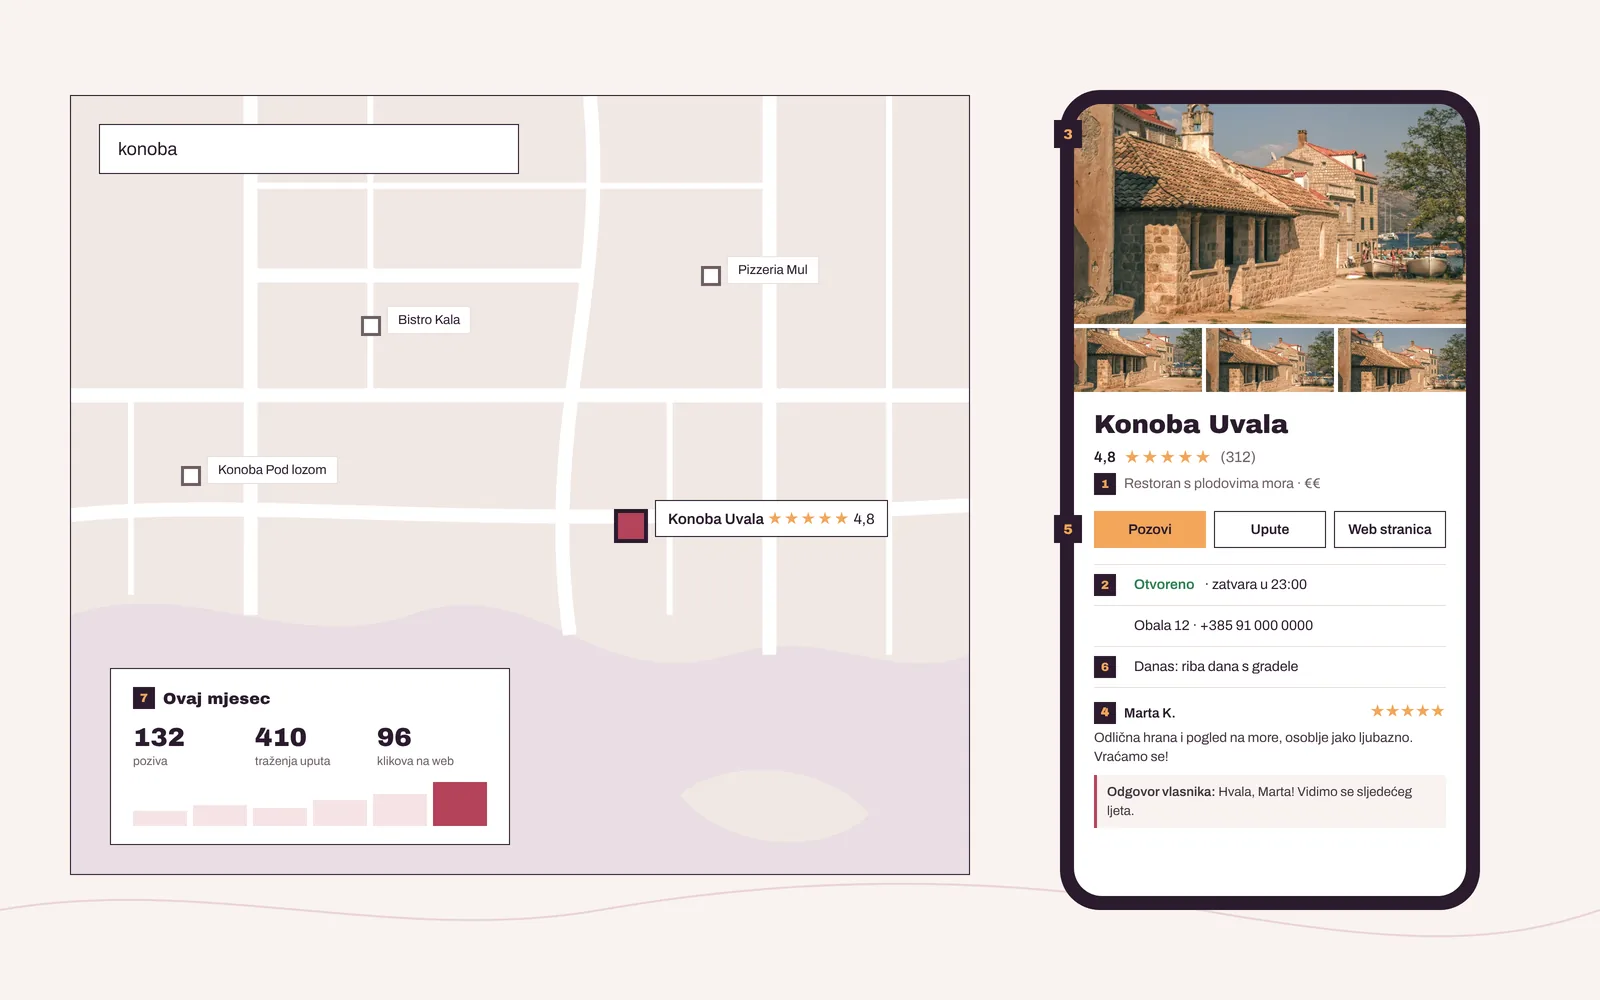 konoba
Pizzeria Mul
Bistro Kala
Konoba Pod lozom
Konoba Uvala ★★★★★ 4,8
7 Ovaj mjesec
132 410 96
poziva traženja uputa klikova na web
3
Konoba Uvala
4,8 ★★★★★ (312)
1 Restoran s plodovima mora · €€
5 Pozovi Upute Web stranica
2 Otvoreno · zatvara u 23:00
Obala 12 · +385 91 000 0000
6 Danas: riba dana s gradele
4 Marta K. ★★★★★
Odlična hrana i pogled na more, osoblje jako ljubazno.
Vraćamo se!
Odgovor vlasnika: Hvala, Marta! Vidimo se sljedećeg
ljeta.